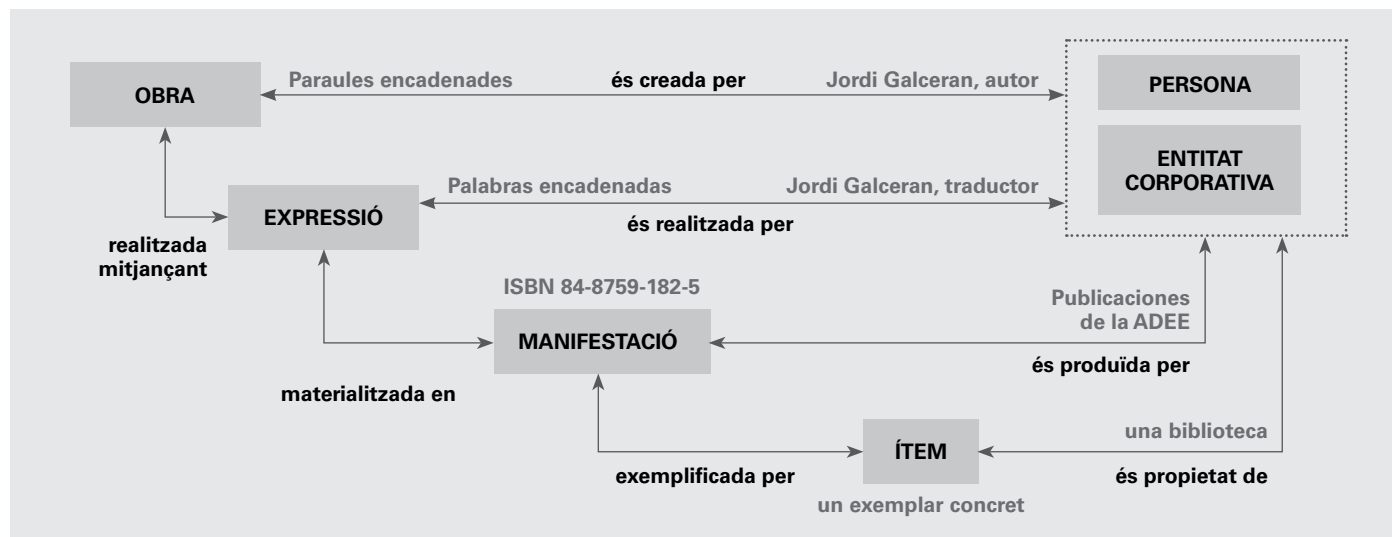 Paraules encadenades
és creada per
Jordi Galceran, autor
OBRA
PERSONA
ENTITAT
CORPORATIVA
Palabras encadenadas
Jordi Galceran, traductor
EXPRESSIÓ
és realitzada per
realitzada
mitjançant
ISBN 84-8759-182-5
Publicaciones
de la ADEE
MANIFESTACIÓ
és produïda per
materialitzada en
una biblioteca
ÍTEM
exemplificada per
és propietat de
un exemplar concret